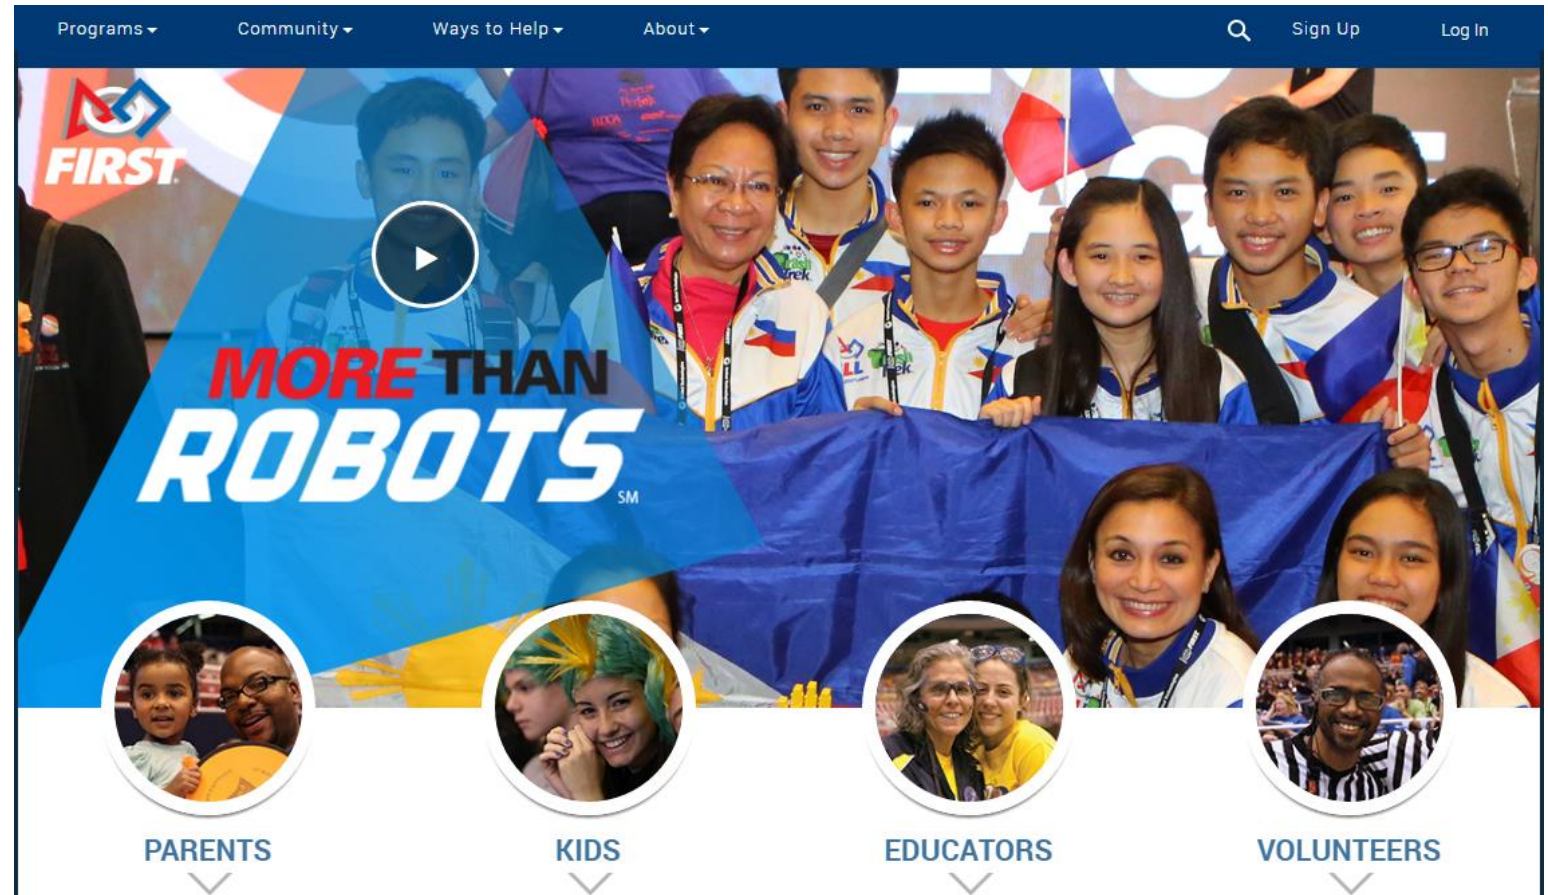 Programs Community Ways to Help About Sign Up Log In
FIRST
MORE THAN
ROBOTS SM
PARENTS KIDS EDUCATORS VOLUNTEERS